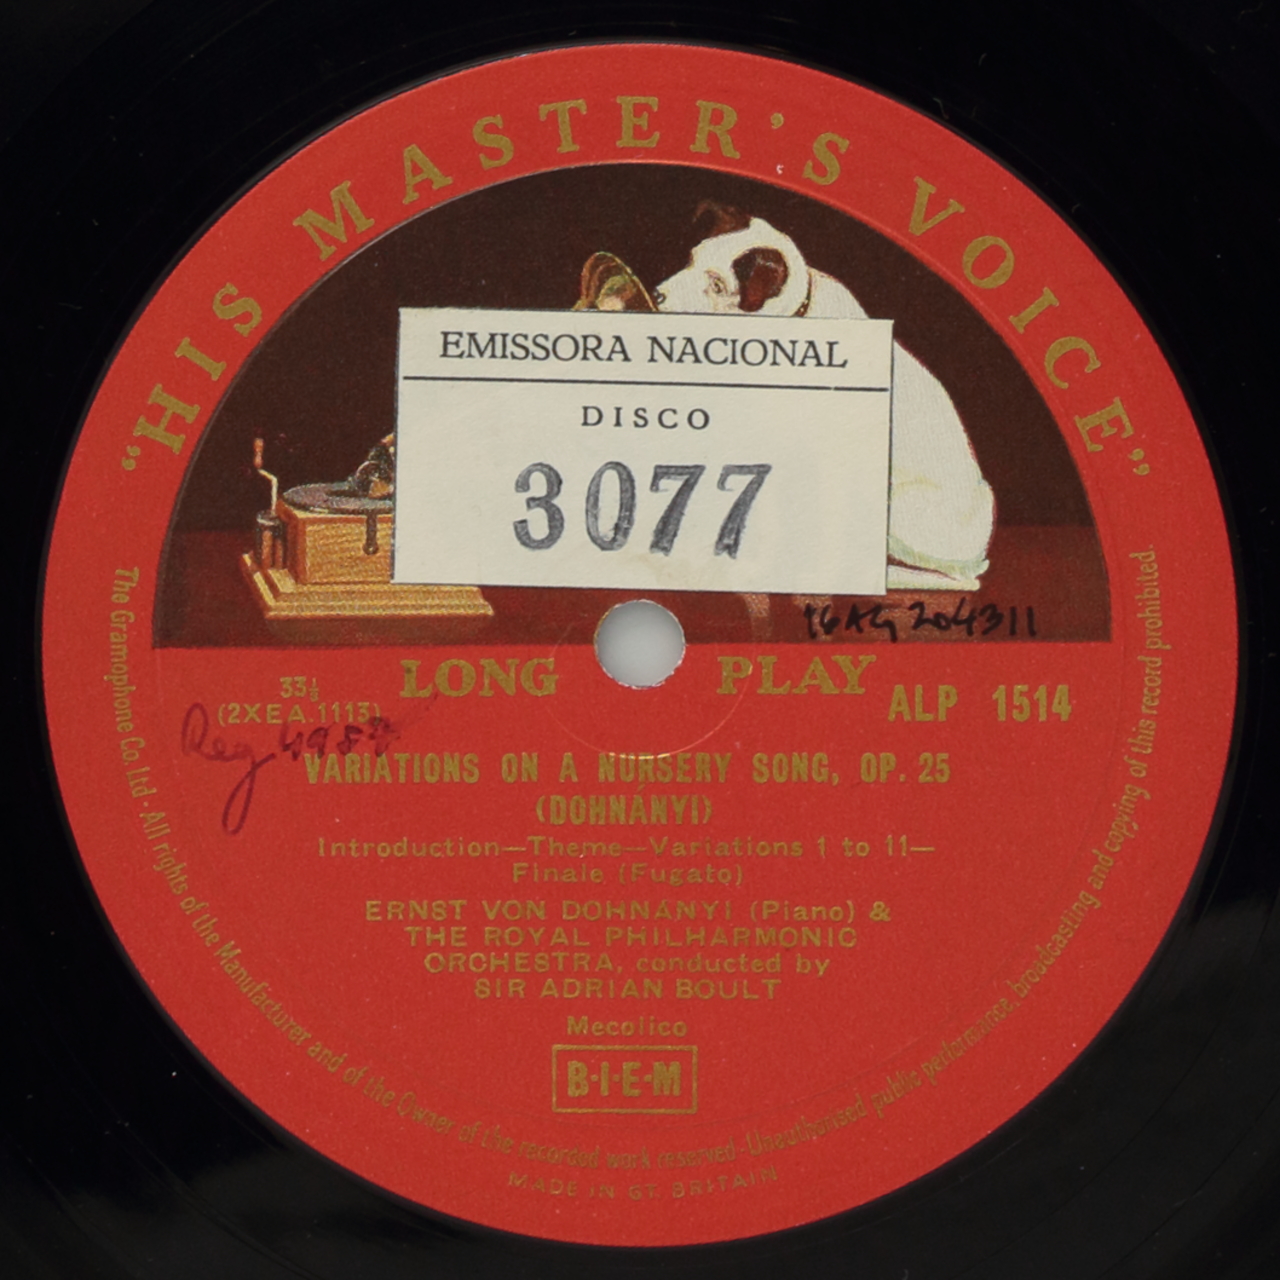 "HIS MASTER'S VOICE"
EMISSORA NACIONAL
DISCO
3077
16AG204311
LONG PLAY
33⅓
(2XEA.1113)
ALP 1514
Reg
VARIATIONS ON A NURSERY SONG, OP. 25
(DOHNÁNYI)
Introduction—Theme—Variations 1 to 11—
Finale (Fugato)
ERNST VON DOHNÁNYI (Piano) &
THE ROYAL PHILHARMONIC
ORCHESTRA, conducted by
SIR ADRIAN BOULT
Mecolico
B·I·E·M
The Gramophone Co. Ltd · All rights of the Manufacturer and of the Owner of the recorded work reserved · Unauthorised public performance, broadcasting and copying of this record prohibited.
MADE IN GT. BRITAIN